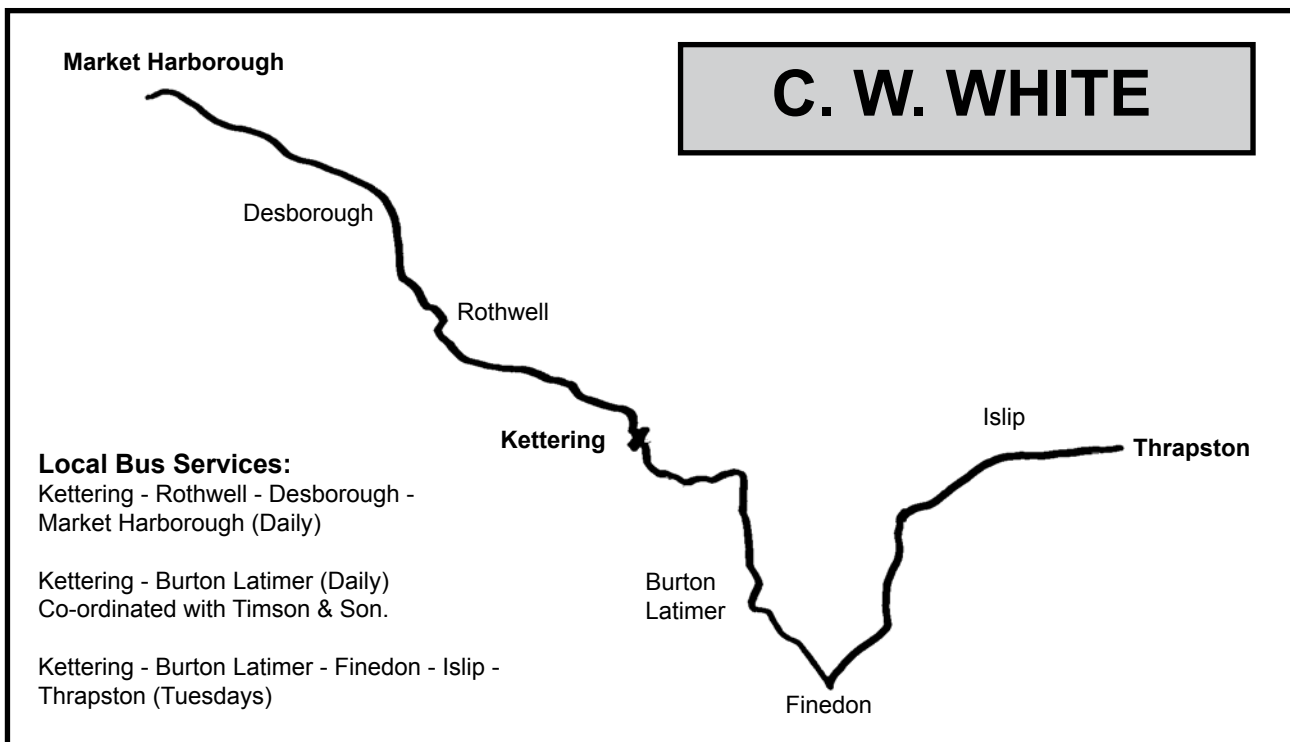 Market Harborough
C. W. WHITE
Desborough
Rothwell
Islip
Kettering
Thrapston
Local Bus Services:
Kettering - Rothwell - Desborough -
Market Harborough (Daily)
Kettering - Burton Latimer (Daily)
Co-ordinated with Timson & Son.
Kettering - Burton Latimer - Finedon - Islip -
Thrapston (Tuesdays)
Burton
Latimer
Finedon